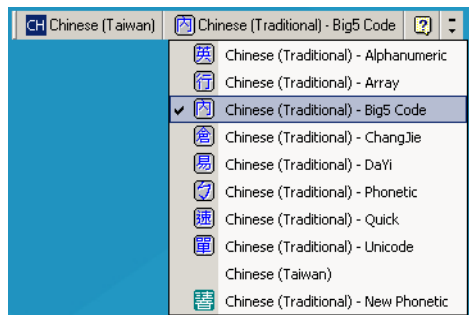 CH Chinese (Taiwan) 內 Chinese (Traditional) - Big5 Code ?
英 Chinese (Traditional) - Alphanumeric
行 Chinese (Traditional) - Array
內 Chinese (Traditional) - Big5 Code
倉 Chinese (Traditional) - ChangJie
易 Chinese (Traditional) - DaYi
ㄅ Chinese (Traditional) - Phonetic
速 Chinese (Traditional) - Quick
單 Chinese (Traditional) - Unicode
Chinese (Taiwan)
Chinese (Traditional) - New Phonetic